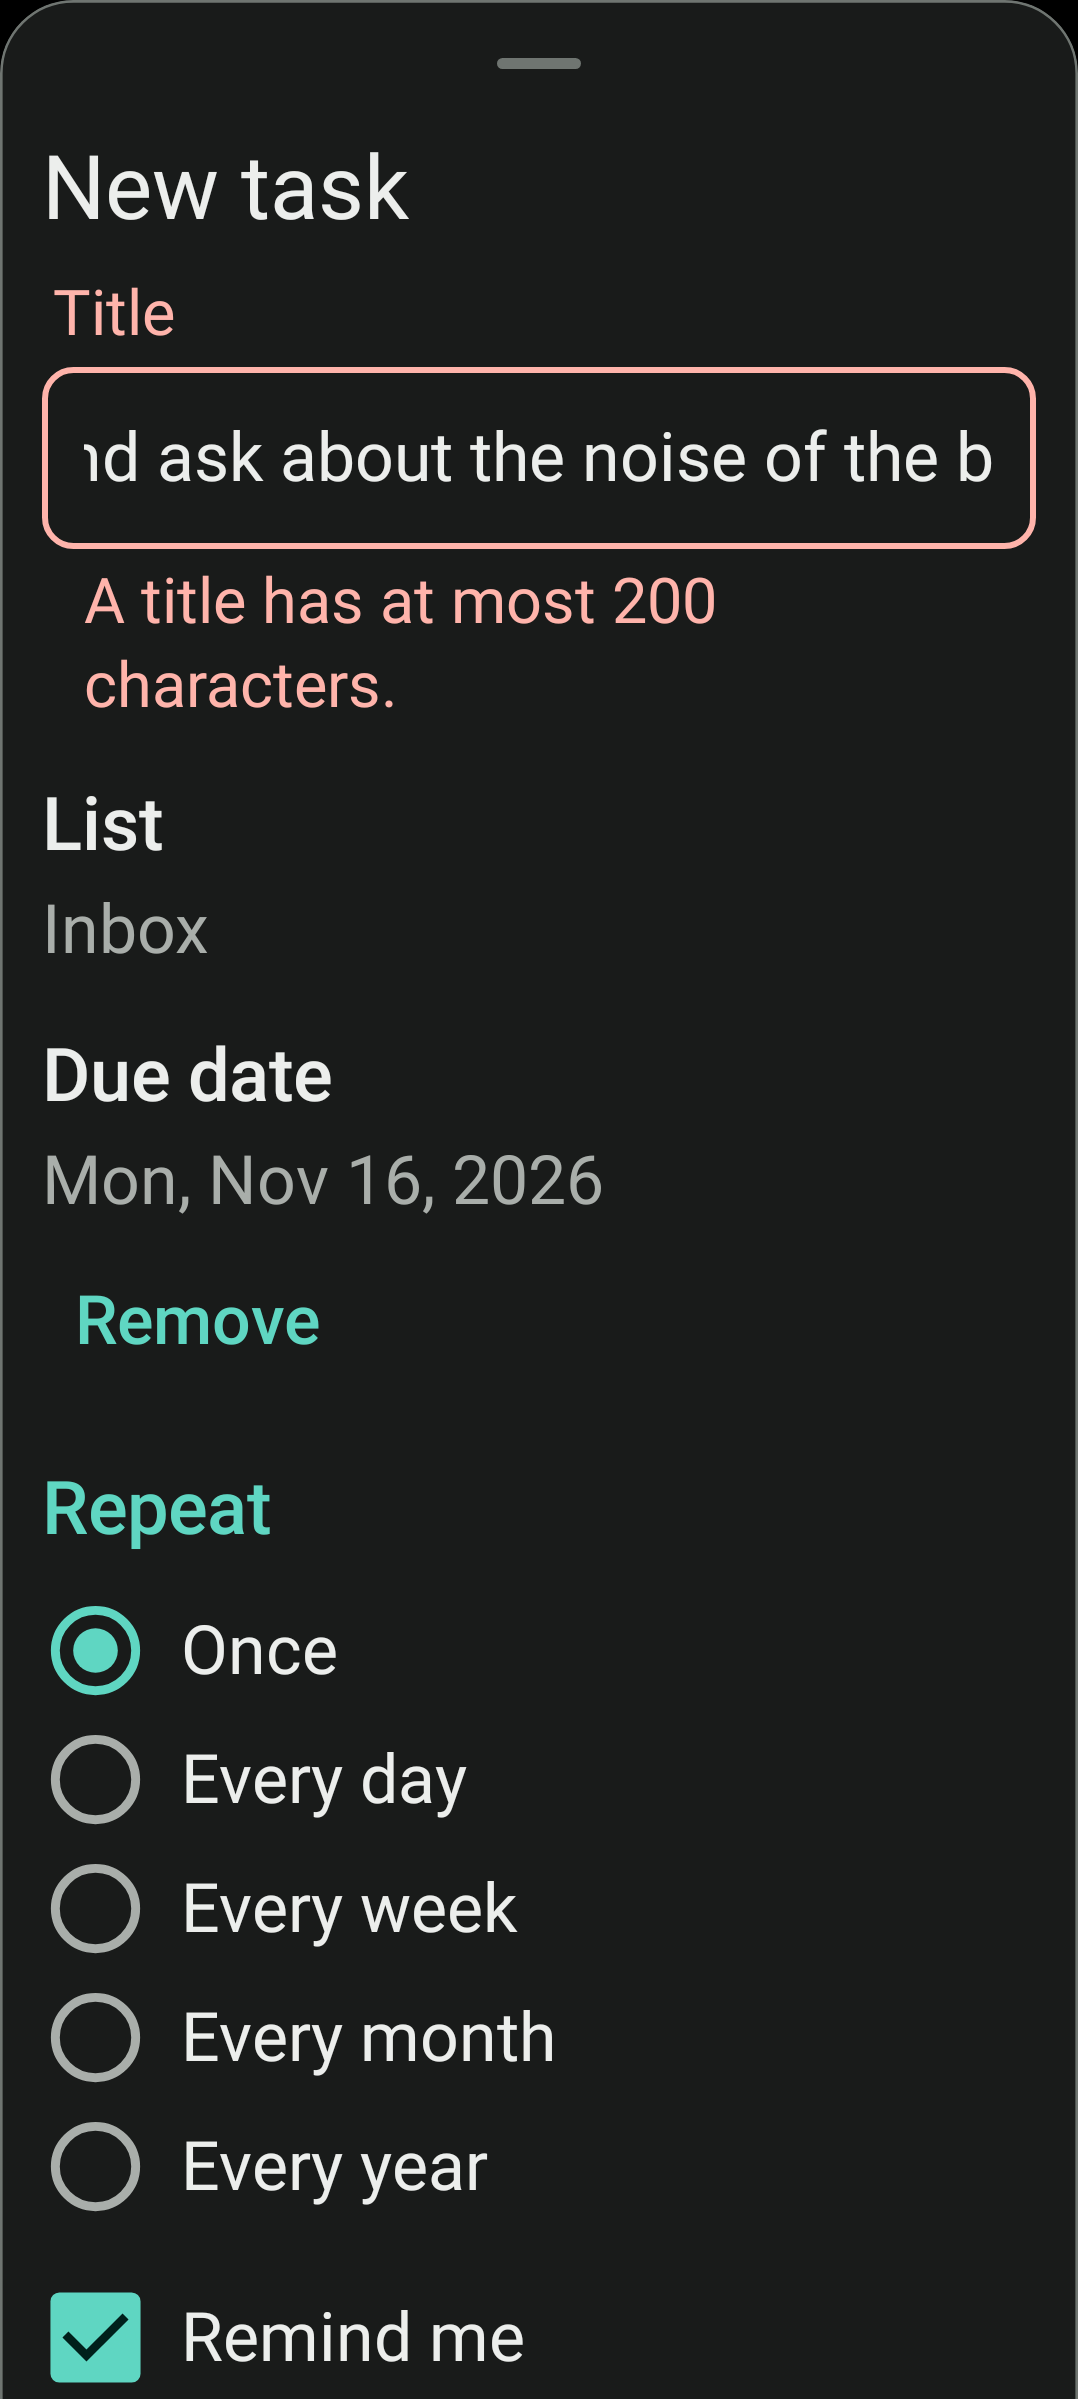 New task
Title
nd ask about the noise of the b
A title has at most 200
characters.
List
Inbox
Due date
Mon, Nov 16, 2026
Remove
Repeat
Once
Every day
Every week
Every month
Every year
Remind me